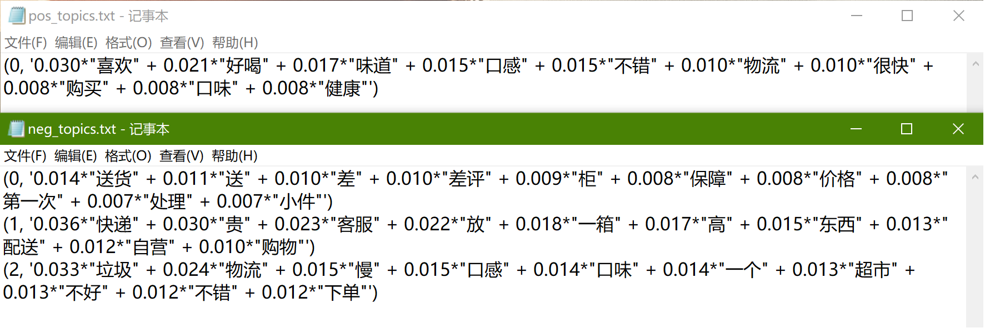 pos_topics.txt - 记事本
文件(F) 编辑(E) 格式(O) 查看(V) 帮助(H)
(0, '0.030*"喜欢" + 0.021*"好喝" + 0.017*"味道" + 0.015*"口感" + 0.015*"不错" + 0.010*"物流" + 0.010*"很快" +
0.008*"购买" + 0.008*"口味" + 0.008*"健康"')
neg_topics.txt - 记事本
文件(F) 编辑(E) 格式(O) 查看(V) 帮助(H)
(0, '0.014*"送货" + 0.011*"送" + 0.010*"差" + 0.010*"差评" + 0.009*"柜" + 0.008*"保障" + 0.008*"价格" + 0.008*"
第一次" + 0.007*"处理" + 0.007*"小件"')
(1, '0.036*"快递" + 0.030*"贵" + 0.023*"客服" + 0.022*"放" + 0.018*"一箱" + 0.017*"高" + 0.015*"东西" + 0.013*"
配送" + 0.012*"自营" + 0.010*"购物"')
(2, '0.033*"垃圾" + 0.024*"物流" + 0.015*"慢" + 0.015*"口感" + 0.014*"口味" + 0.014*"一个" + 0.013*"超市" +
0.013*"不好" + 0.012*"不错" + 0.012*"下单"')